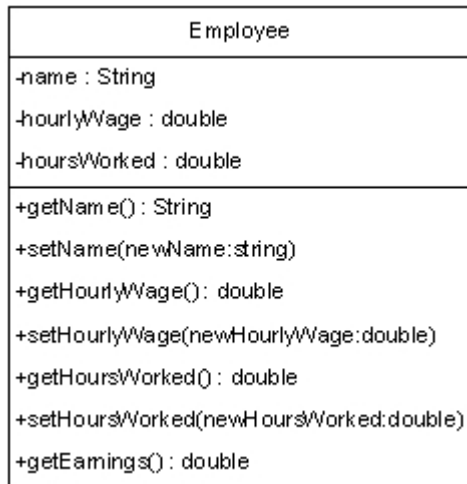 Employee
-name : String
-hourlyWage : double
-hoursWorked : double
+getName() : String
+setName(newName:string)
+getHourlyWage() : double
+setHourlyWage(newHourlyWage:double)
+getHoursWorked() : double
+setHoursWorked(newHoursWorked:double)
+getEarnings() : double